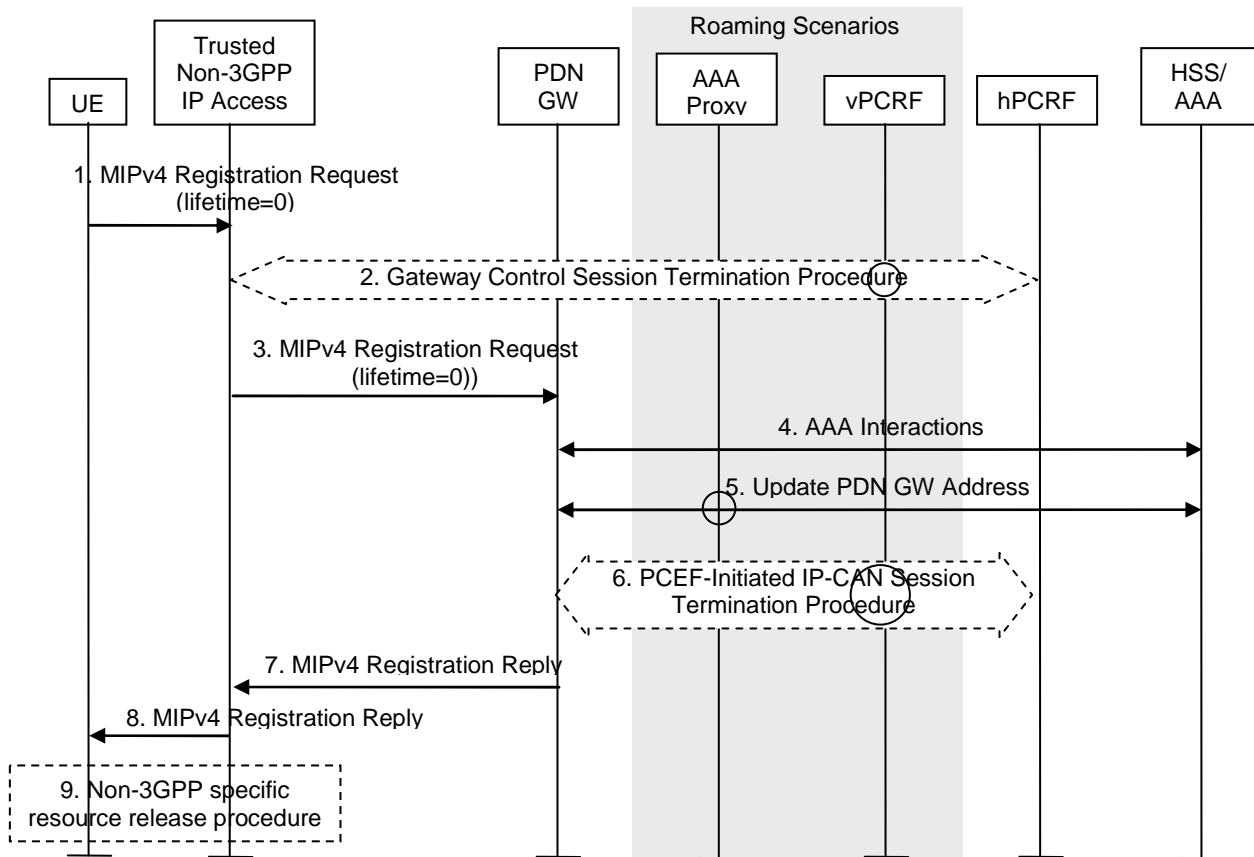 Roaming Scenarios
UE
Trusted
Non-3GPP
IP Access
PDN
GW
AAA
Proxy
vPCRF
hPCRF
HSS/
AAA
1. MIPv4 Registration Request
(lifetime=0)
2. Gateway Control Session Termination Procedure
3. MIPv4 Registration Request
(lifetime=0))
4. AAA Interactions
5. Update PDN GW Address
6. PCEF-Initiated IP-CAN Session
Termination Procedure
7. MIPv4 Registration Reply
8. MIPv4 Registration Reply
9. Non-3GPP specific
resource release procedure